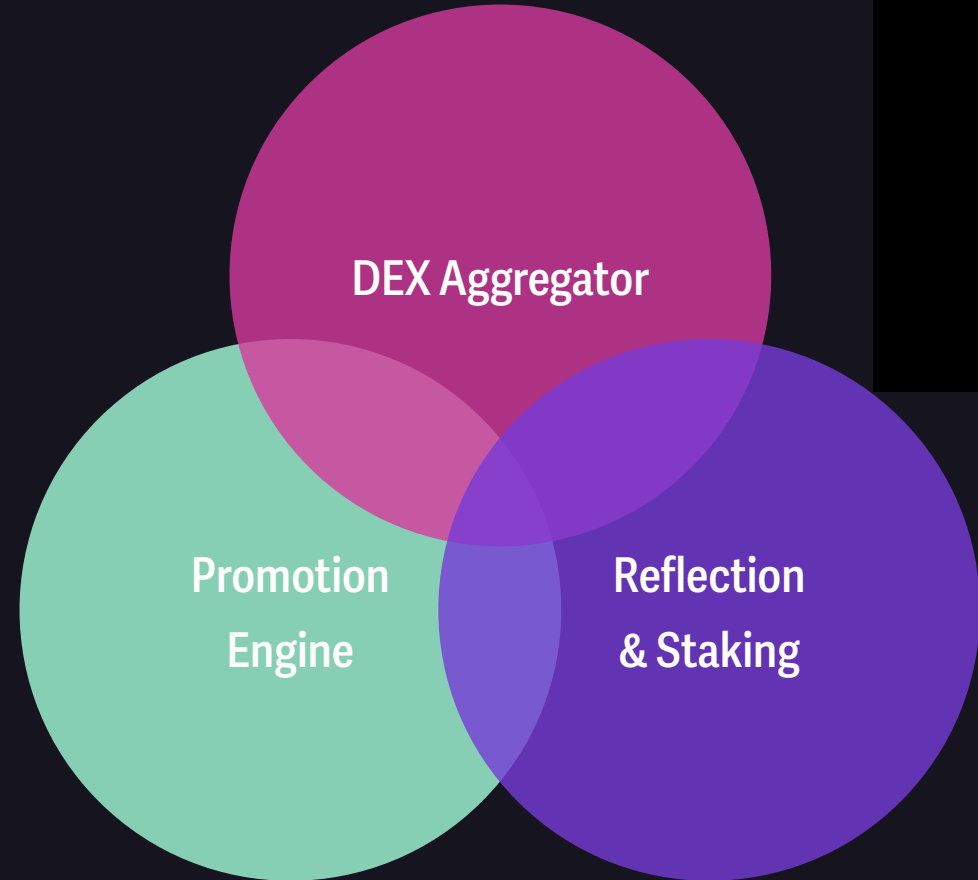 DEX Aggregator
Promotion
Engine
Reflection
& Staking